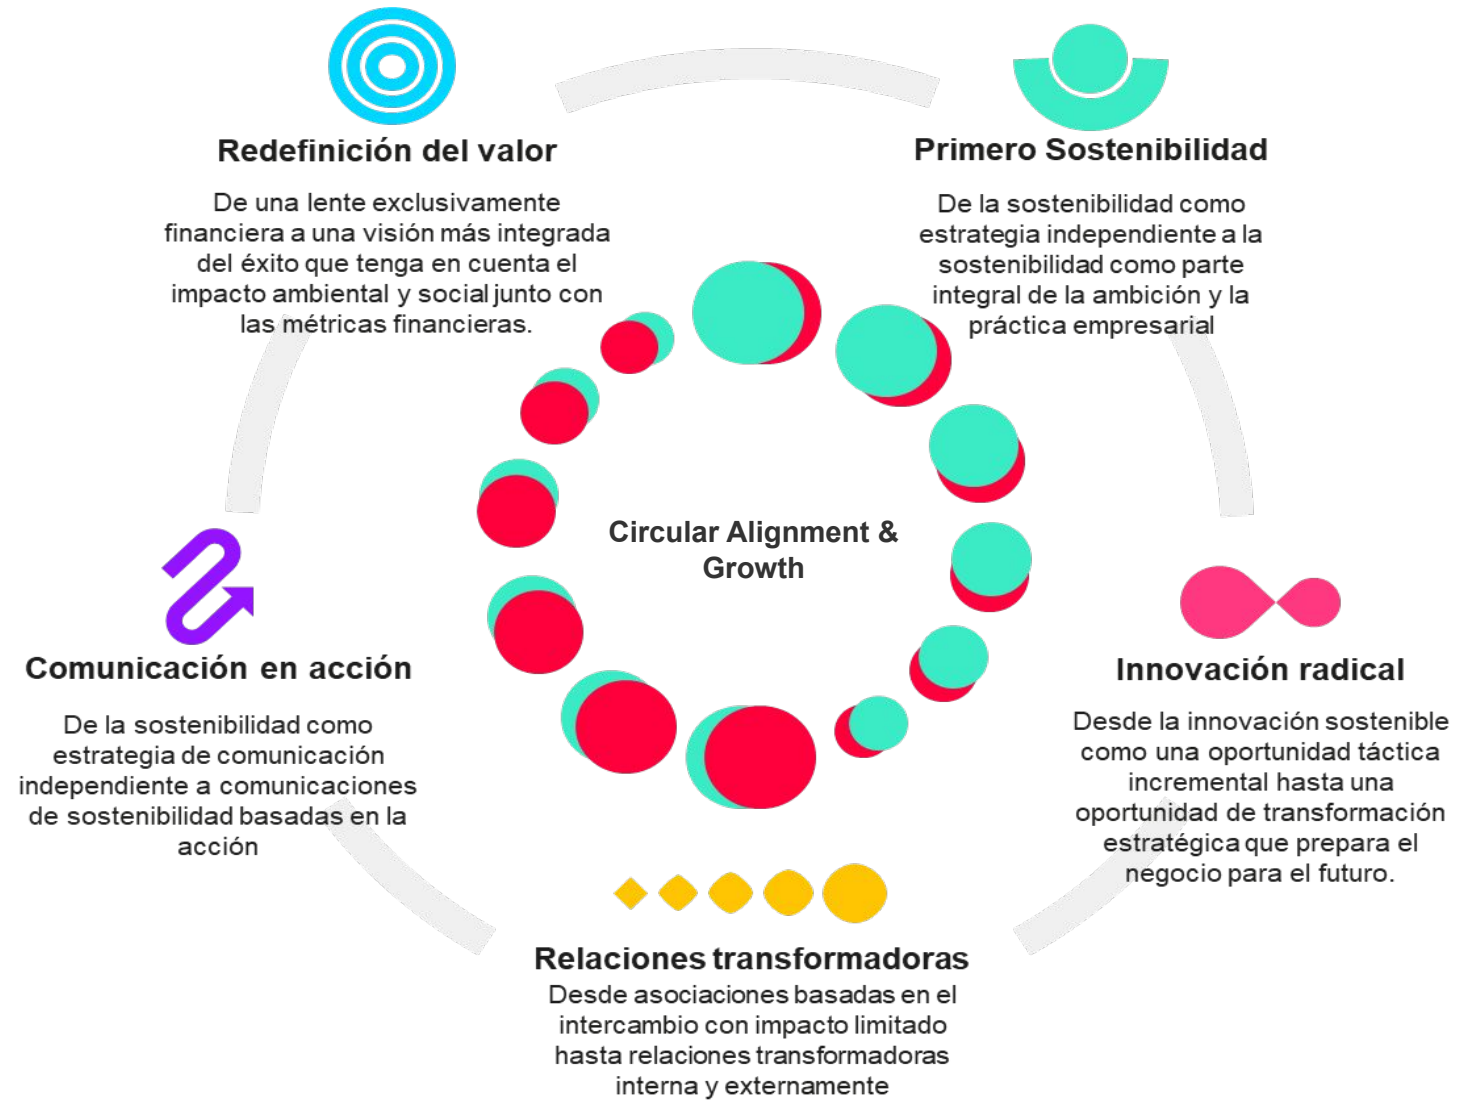 Redefinición del valor
De una lente exclusivamente
financiera a una visión más integrada
del éxito que tenga en cuenta el
impacto ambiental y social junto con
las métricas financieras.
Primero Sostenibilidad
De la sostenibilidad como
estrategia independiente a la
sostenibilidad como parte
integral de la ambición y la
práctica empresarial
Circular Alignment &
Growth
Comunicación en acción
De la sostenibilidad como
estrategia de comunicación
independiente a comunicaciones
de sostenibilidad basadas en la
acción
Innovación radical
Desde la innovación sostenible
como una oportunidad táctica
incremental hasta una
oportunidad de transformación
estratégica que prepara el
negocio para el futuro.
Relaciones transformadoras
Desde asociaciones basadas en el
intercambio con impacto limitado
hasta relaciones transformadoras
interna y externamente